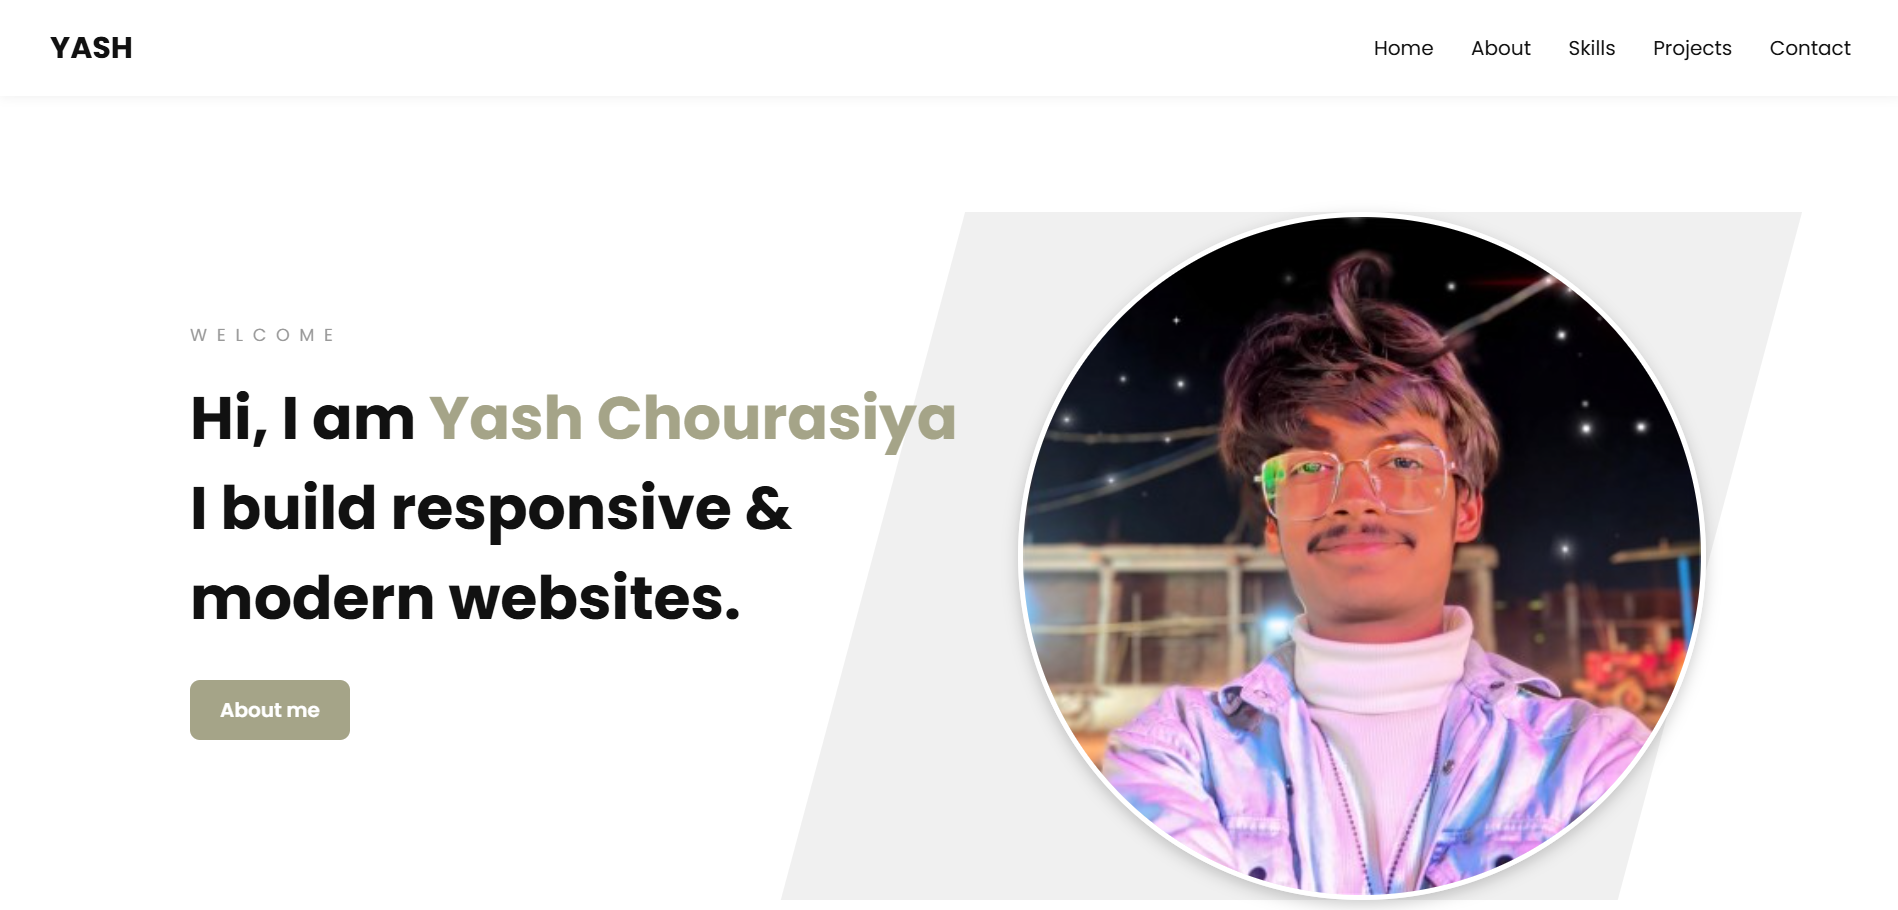 YASH
Home About Skills Projects Contact
WELCOME
Hi, I am Yash Chourasiya
I build responsive &
modern websites.
About me